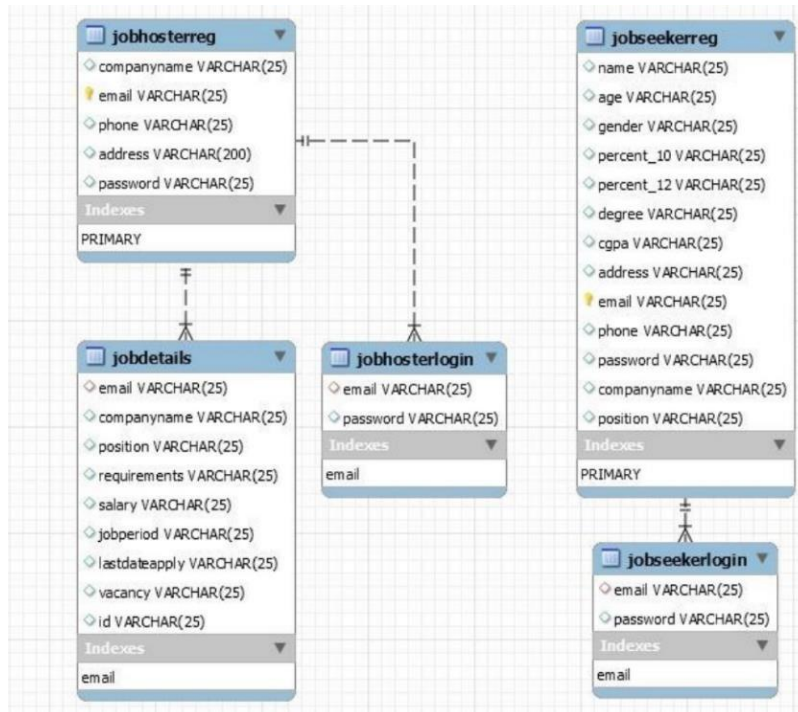 jobhosterreg
companyname VARCHAR(25)
email VARCHAR(25)
phone VARCHAR(25)
address VARCHAR(200)
password VARCHAR(25)
Indexes
PRIMARY
jobdetails
email VARCHAR(25)
companyname VARCHAR(25)
position VARCHAR(25)
requirements VARCHAR(25)
salary VARCHAR(25)
jobperiod VARCHAR(25)
lastdateapply VARCHAR(25)
vacancy VARCHAR(25)
id VARCHAR(25)
Indexes
email
jobhosterlogin
email VARCHAR(25)
password VARCHAR(25)
Indexes
email
jobseekerreg
name VARCHAR(25)
age VARCHAR(25)
gender VARCHAR(25)
percent_10 VARCHAR(25)
percent_12 VARCHAR(25)
degree VARCHAR(25)
cgpa VARCHAR(25)
address VARCHAR(25)
email VARCHAR(25)
phone VARCHAR(25)
password VARCHAR(25)
companyname VARCHAR(25)
position VARCHAR(25)
Indexes
PRIMARY
jobseekerlogin
email VARCHAR(25)
password VARCHAR(25)
Indexes
email